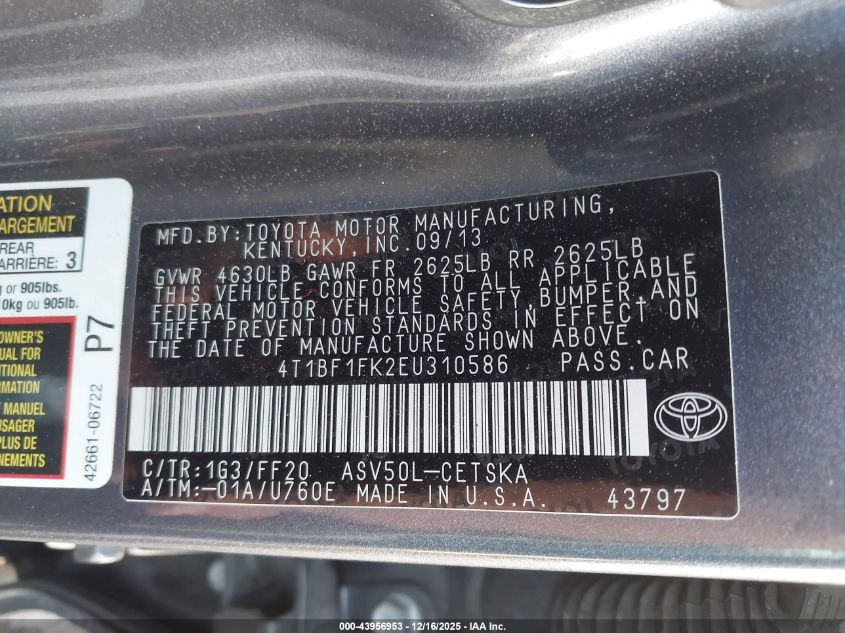 ATION
ARGEMENT
REAR
ARRIÈRE: 3
g or 905lbs.
0kg ou 905lb.
OWNER'S
UAL FOR
ITIONAL
RMATION
MANUEL
USAGER
PLUS DE
EMENTS
P7
42661-06722
MFD.BY:TOYOTA MOTOR MANUFACTURING,
KENTUCKY, INC. 09/13
GVWR 4630LB GAWR FR 2625LB RR 2625LB
THIS VEHICLE CONFORMS TO ALL APPLICABLE
FEDERAL MOTOR VEHICLE SAFETY,BUMPER,AND
THEFT PREVENTION STANDARDS IN EFFECT ON
THE DATE OF MANUFACTURE SHOWN ABOVE.
4T1BF1FK2EU310586 PASS.CAR
C/TR:1G3/FF20 ASV50L-CETSKA
A/TM:-01A/U760E MADE IN U.S.A. 43797
000-43956953 - 12/16/2025 - IAA Inc.